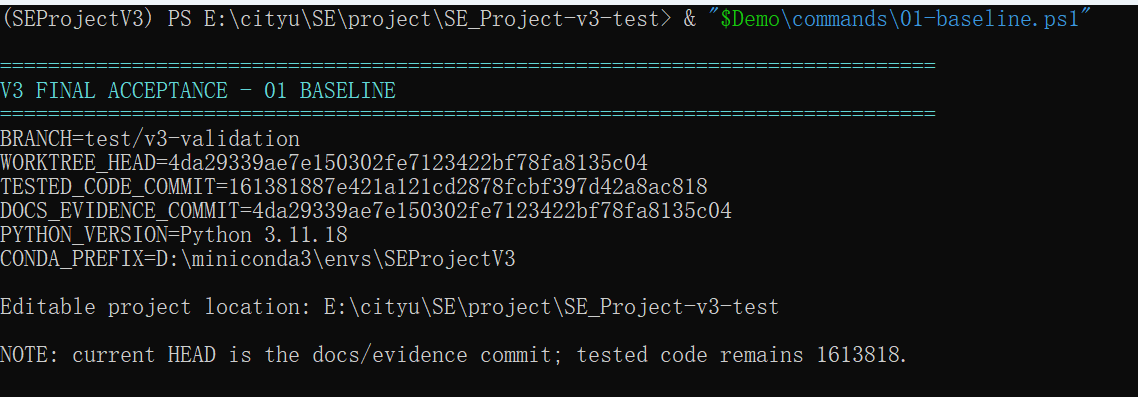 (SEProjectV3) PS E:\cityu\SE\project\SE_Project-v3-test> & "$Demo\commands\01-baseline.ps1"
==============================================================================
V3 FINAL ACCEPTANCE - 01 BASELINE
==============================================================================
BRANCH=test/v3-validation
WORKTREE_HEAD=4da29339ae7e150302fe7123422bf78fa8135c04
TESTED_CODE_COMMIT=161381887e421a121cd2878fcbf397d42a8ac818
DOCS_EVIDENCE_COMMIT=4da29339ae7e150302fe7123422bf78fa8135c04
PYTHON_VERSION=Python 3.11.18
CONDA_PREFIX=D:\miniconda3\envs\SEProjectV3
Editable project location: E:\cityu\SE\project\SE_Project-v3-test
NOTE: current HEAD is the docs/evidence commit; tested code remains 1613818.